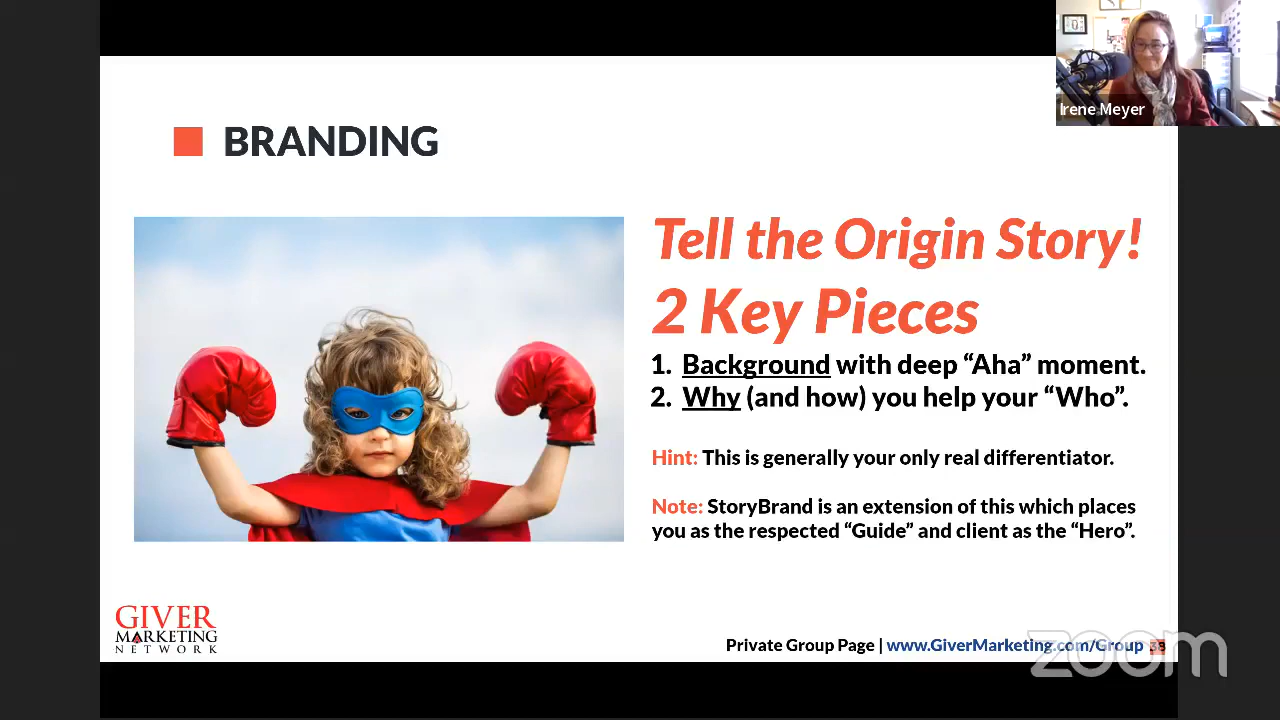 Irene Meyer
BRANDING
Tell the Origin Story!
2 Key Pieces
1. Background with deep “Aha” moment.
2. Why (and how) you help your “Who”.
Hint: This is generally your only real differentiator.
Note: StoryBrand is an extension of this which places
you as the respected “Guide” and client as the “Hero”.
GIVER
MARKETING
NETWORK
Private Group Page | www.GiverMarketing.com/Group 38
zoom